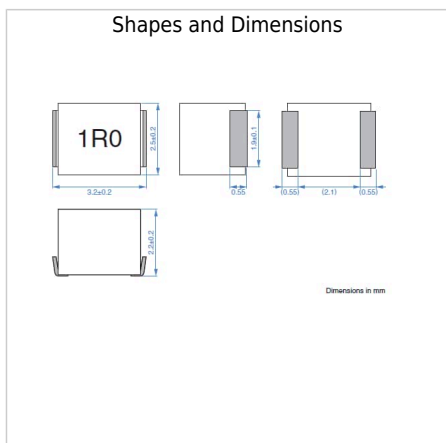 Shapes and Dimensions
1R0
2.5±0.2
3.2±0.2
1.9±0.1
0.55
(0.55)
(2.1)
(0.55)
2.2±0.2
Dimensions in mm